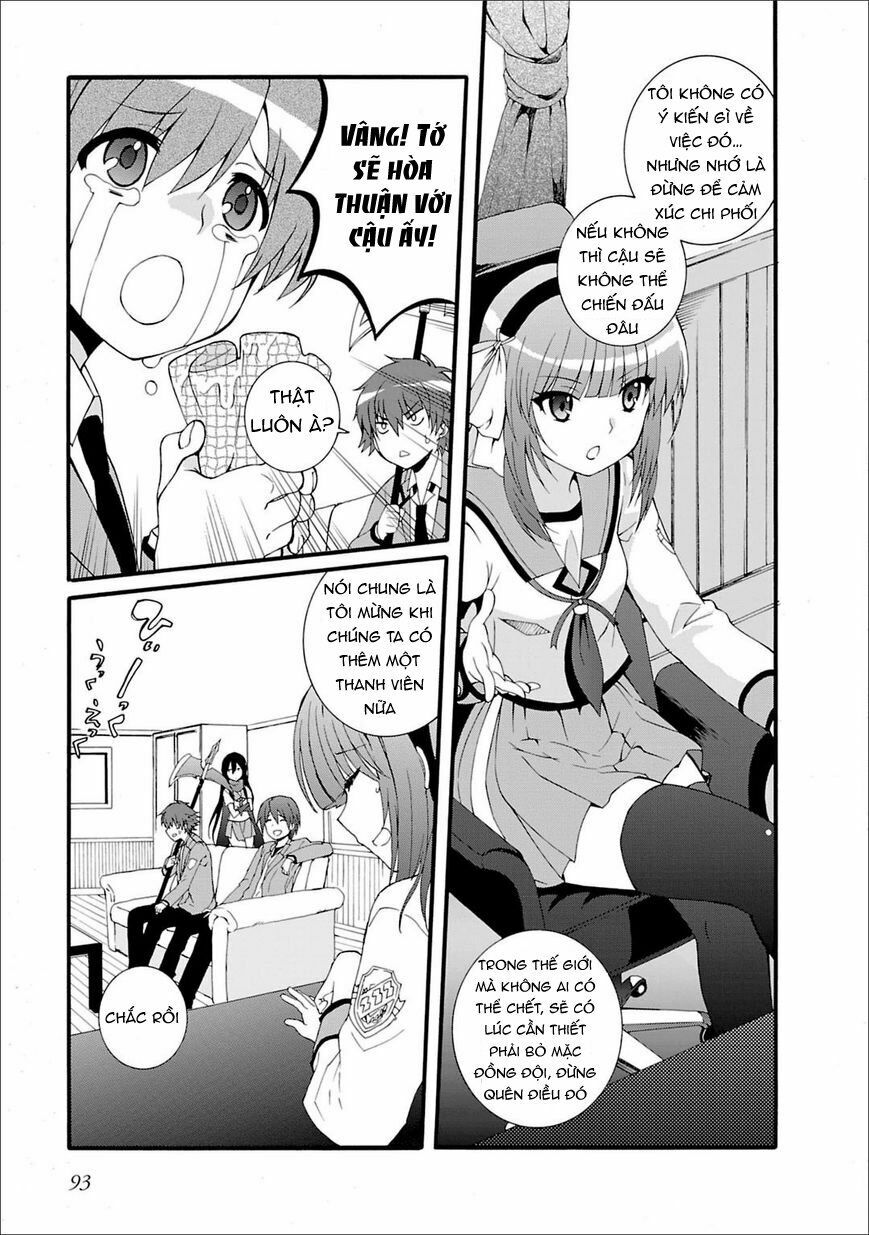 TÔI KHÔNG CÓ
Ý KIẾN GÌ VỀ
VIỆC ĐÓ...
NHƯNG NHỚ LÀ
ĐỪNG ĐỂ CẢM
XÚC CHI PHỐI
NẾU KHÔNG
THÌ CẬU SẼ
KHÔNG THỂ
CHIẾN ĐẤU
ĐÂU
TRONG THẾ GIỚI
MÀ KHÔNG AI CÓ
THỂ CHẾT, SẼ CÓ
LÚC CẦN THIẾT
PHẢI BỎ MẶC
ĐỒNG ĐỘI, ĐỪNG
QUÊN ĐIỀU ĐÓ
VÂNG! TỚ
SẼ HÒA
THUẬN VỚI
CẬU ẤY!
THẬT
LUÔN À?
NÓI CHUNG LÀ
TÔI MỪNG KHI
CHÚNG TA CÓ
THÊM MỘT
THANH VIÊN
NỮA
CHẮC RỒI
93